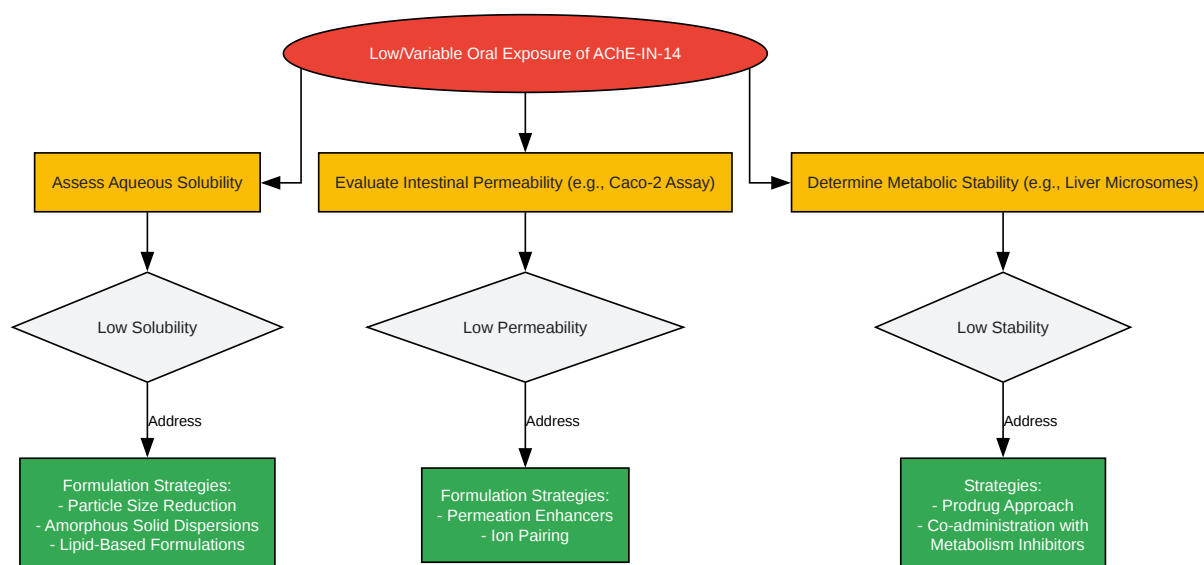 Low/Variable Oral Exposure of AChE-IN-14
Assess Aqueous Solubility
Evaluate Intestinal Permeability (e.g., Caco-2 Assay)
Determine Metabolic Stability (e.g., Liver Microsomes)
Low Solubility
Low Permeability
Low Stability
Address
Address
Address
Formulation Strategies:
- Particle Size Reduction
- Amorphous Solid Dispersions
- Lipid-Based Formulations
Formulation Strategies:
- Permeation Enhancers
- Ion Pairing
Strategies:
- Prodrug Approach
- Co-administration with
Metabolism Inhibitors